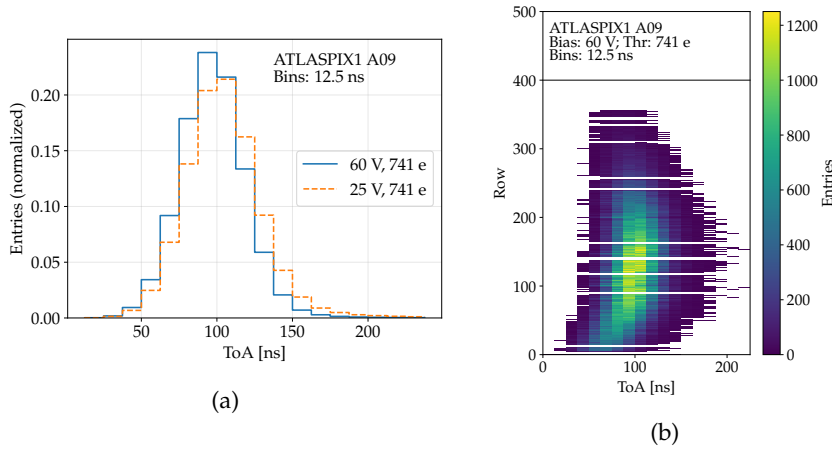 ATLASPIX1 A09
Bins: 12.5 ns
60 V, 741 e
25 V, 741 e
Entries (normalized)
0.20
0.15
0.10
0.05
0.00
50
100
150
200
ToA [ns]
(a)
ATLASPIX1 A09
Bias: 60 V; Thr: 741 e
Bins: 12.5 ns
Row
500
400
300
200
100
0
0
100
200
ToA [ns]
1200
1000
800
600
400
200
0
Entries
(b)